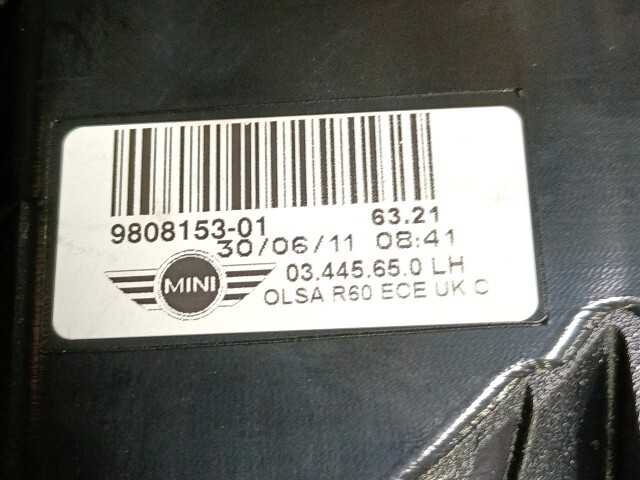 9808153-01 63.21
30/06/11 08:41
03.445.65.0 LH
MINI
OLSA R60 ECE UK C